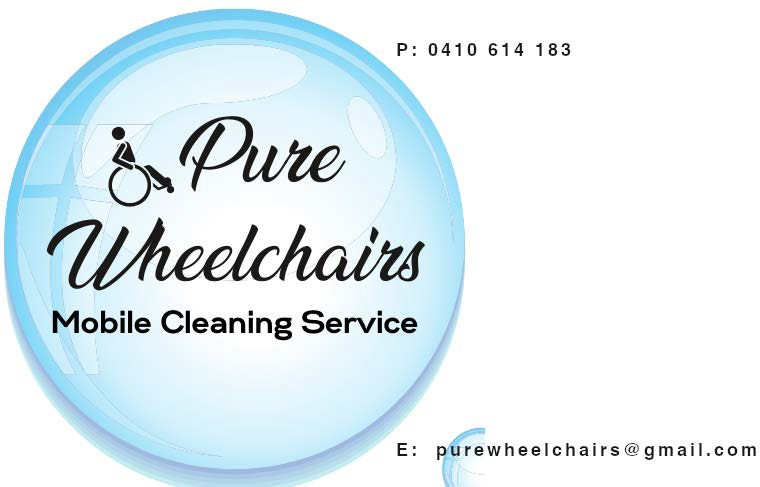 P: 0410 614 183
Pure
Wheelchairs
Mobile Cleaning Service
E: purewheelchairs@gmail.com